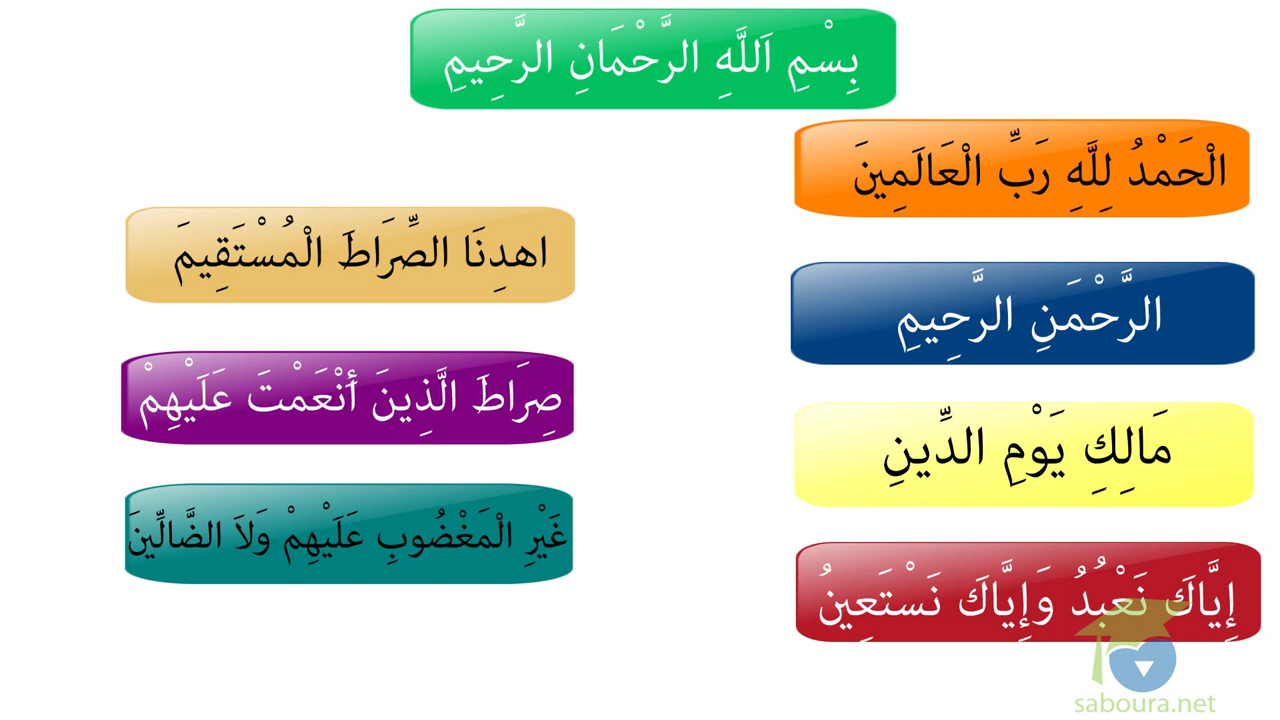 بِسْمِ اَللَّهِ الرَّحْمَانِ الرَّحِيمِ
الْحَمْدُ لِلَّهِ رَبِّ الْعَالَمِينَ
الرَّحْمَنِ الرَّحِيمِ
مَالِكِ يَوْمِ الدِّينِ
إِيَّاكَ نَعْبُدُ وَإِيَّاكَ نَسْتَعِينُ
اهدِنَا الصِّرَاطَ الْمُسْتَقِيمَ
صِرَاطَ الَّذِينَ أَنْعَمْتَ عَلَيْهِمْ
غَيْرِ الْمَغْضُوبِ عَلَيْهِمْ وَلاَ الضَّالِّينَ
saboura.net